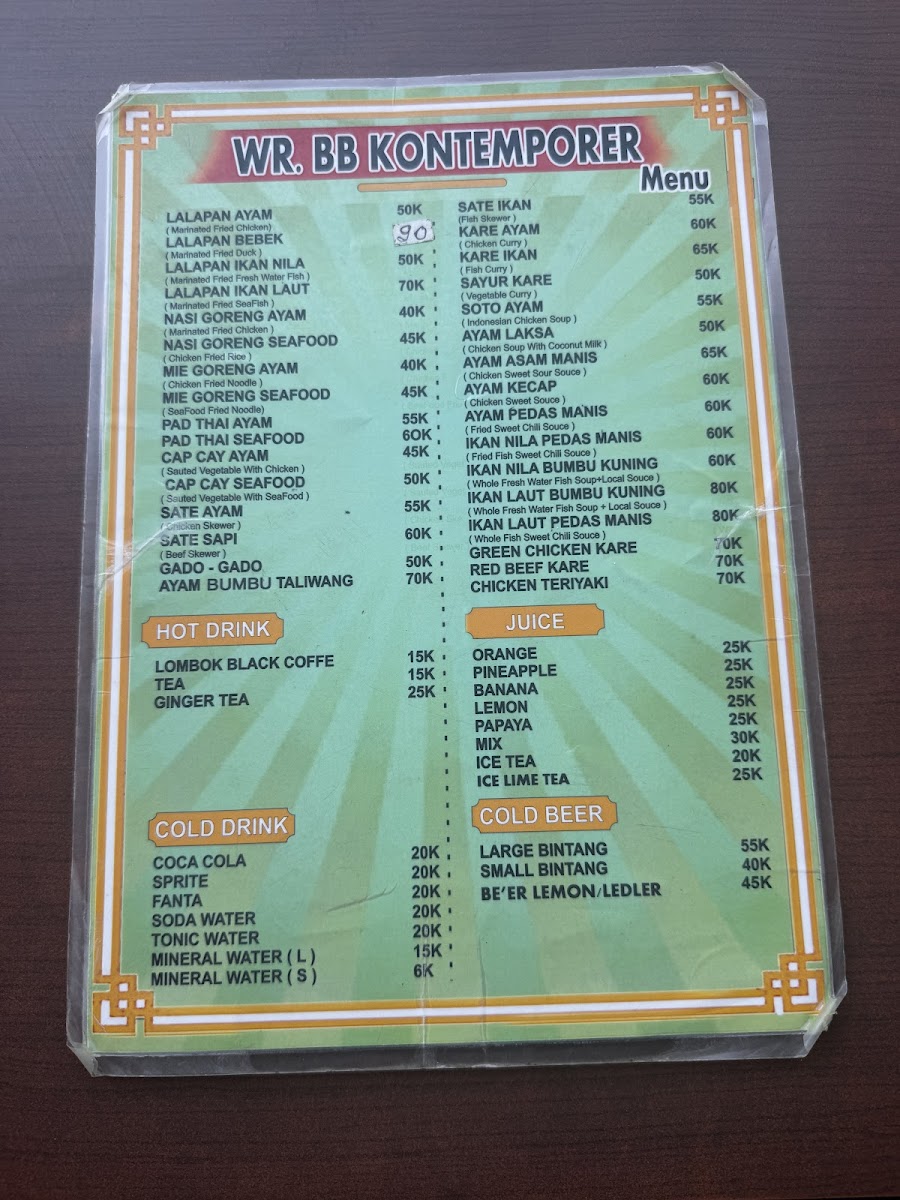 WR. BB KONTEMPORER
Menu
LALAPAN AYAM 50K
( Marinated Fried Chicken)
LALAPAN BEBEK 90
( Marinated Fried Duck )
LALAPAN IKAN NILA 50K
( Marinated Fried Fresh Water Fish )
LALAPAN IKAN LAUT 70K
( Marinated Fried SeaFish )
NASI GORENG AYAM 40K
( Marinated Fried Chicken )
NASI GORENG SEAFOOD 45K
( Chicken Fried Rice )
MIE GORENG AYAM 40K
( Chicken Fried Noodle )
MIE GORENG SEAFOOD 45K
( SeaFood Fried Noodle)
PAD THAI AYAM 55K
PAD THAI SEAFOOD 60K
CAP CAY AYAM 45K
( Sauted Vegetable With Chicken )
CAP CAY SEAFOOD 50K
( Sauted Vegetable With SeaFood )
SATE AYAM 55K
( Chicken Skewer )
SATE SAPI 60K
( Beef Skewer )
GADO - GADO 50K
AYAM BUMBU TALIWANG 70K
SATE IKAN 55K
(Fish Skewer )
KARE AYAM 60K
( Chicken Curry )
KARE IKAN 65K
( Fish Curry )
SAYUR KARE 50K
( Vegetable Curry )
SOTO AYAM 55K
( Indonesian Chicken Soup )
AYAM LAKSA 50K
( Chicken Soup With Coconut Milk )
AYAM ASAM MANIS 65K
( Chicken Sweet Sour Souce )
AYAM KECAP 60K
( Chicken Sweet Souce )
AYAM PEDAS MANIS 60K
( Fried Sweet Chili Souce )
IKAN NILA PEDAS MANIS 60K
( Fried Fish Sweet Chili Souce )
IKAN NILA BUMBU KUNING 60K
( Whole Fresh Water Fish Soup+Local Souce )
IKAN LAUT BUMBU KUNING 80K
( Whole Fresh Water Fish Soup + Local Souce )
IKAN LAUT PEDAS MANIS 80K
( Whole Fish Sweet Chili Souce )
GREEN CHICKEN KARE 70K
RED BEEF KARE 70K
CHICKEN TERIYAKI 70K
HOT DRINK
LOMBOK BLACK COFFE 15K
TEA 15K
GINGER TEA 25K
JUICE
ORANGE 25K
PINEAPPLE 25K
BANANA 25K
LEMON 25K
PAPAYA 25K
MIX 30K
ICE TEA 20K
ICE LIME TEA 25K
COLD DRINK
COCA COLA 20K
SPRITE 20K
FANTA 20K
SODA WATER 20K
TONIC WATER 20K
MINERAL WATER ( L ) 15K
MINERAL WATER ( S ) 6K
COLD BEER
LARGE BINTANG 55K
SMALL BINTANG 40K
BE'ER LEMON/LEDLER 45K